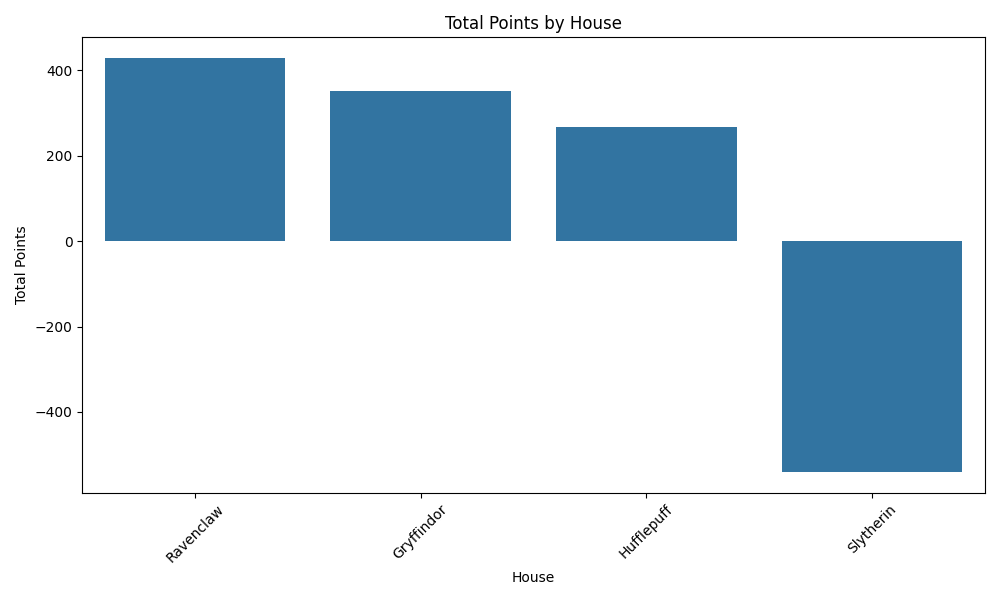 Total Points by House
400
200
0
−200
−400
Total Points
Ravenclaw
Gryffindor
Hufflepuff
Slytherin
House